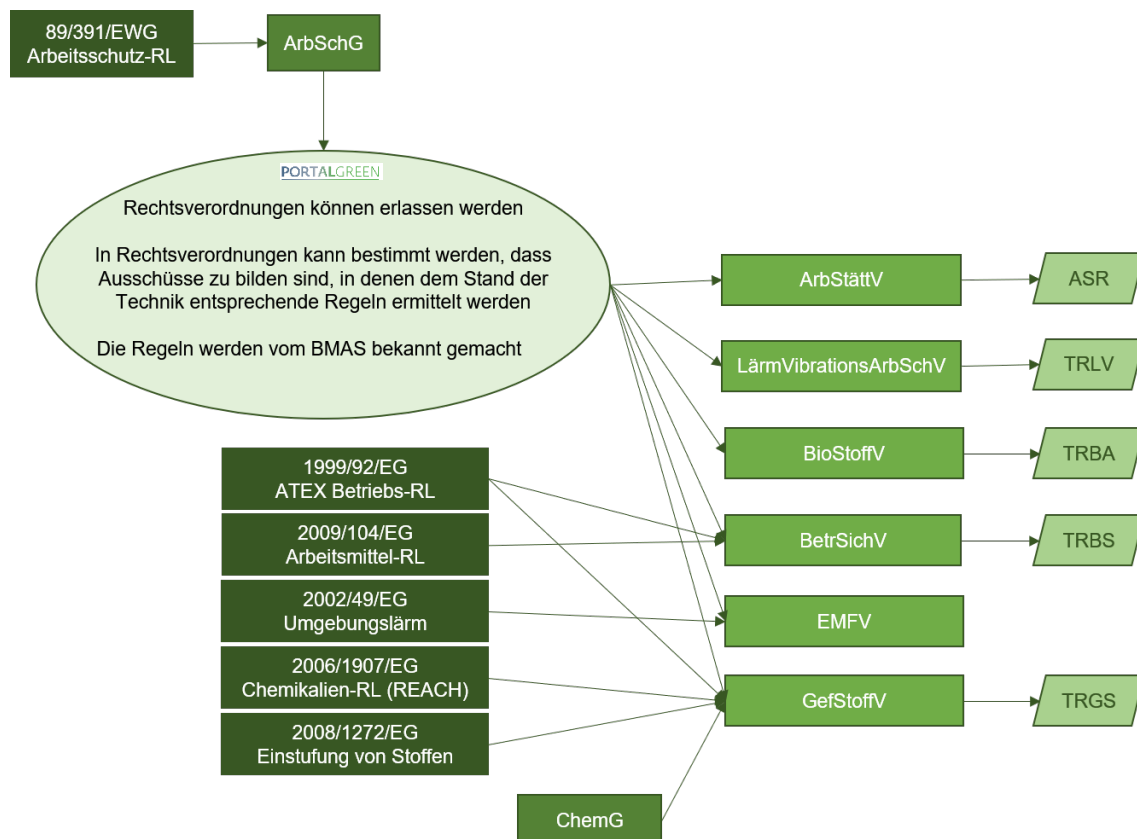 89/391/EWG
Arbeitsschutz-RL
ArbSchG
PORTALGREEN
Rechtsverordnungen können erlassen werden
In Rechtsverordnungen kann bestimmt werden, dass
Ausschüsse zu bilden sind, in denen dem Stand der
Technik entsprechende Regeln ermittelt werden
Die Regeln werden vom BMAS bekannt gemacht
ArbStättV
ASR
LärmVibrationsArbSchV
TRLV
BioStoffV
TRBA
1999/92/EG
ATEX Betriebs-RL
2009/104/EG
Arbeitsmittel-RL
BetrSichV
TRBS
2002/49/EG
Umgebungslärm
EMFV
2006/1907/EG
Chemikalien-RL (REACH)
GefStoffV
TRGS
2008/1272/EG
Einstufung von Stoffen
ChemG